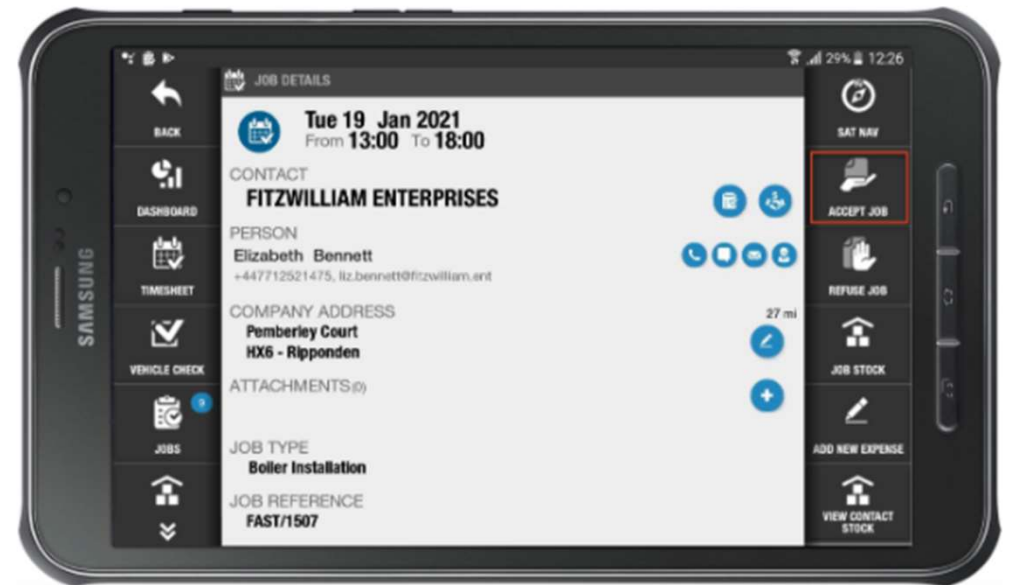 29% 12:26
JOB DETAILS
BACK
DASHBOARD
TIMESHEET
VEHICLE CHECK
9
JOBS
Tue 19 Jan 2021
From 13:00 To 18:00
CONTACT
FITZWILLIAM ENTERPRISES
PERSON
Elizabeth Bennett
+447712521475, liz.bennett@fitzwilliam.ent
COMPANY ADDRESS
27 mi
Pemberley Court
HX6 - Ripponden
ATTACHMENTS(0)
JOB TYPE
Boiler Installation
JOB REFERENCE
FAST/1507
SAT NAV
ACCEPT JOB
REFUSE JOB
JOB STOCK
ADD NEW EXPENSE
VIEW CONTACT
STOCK
SAMSUNG